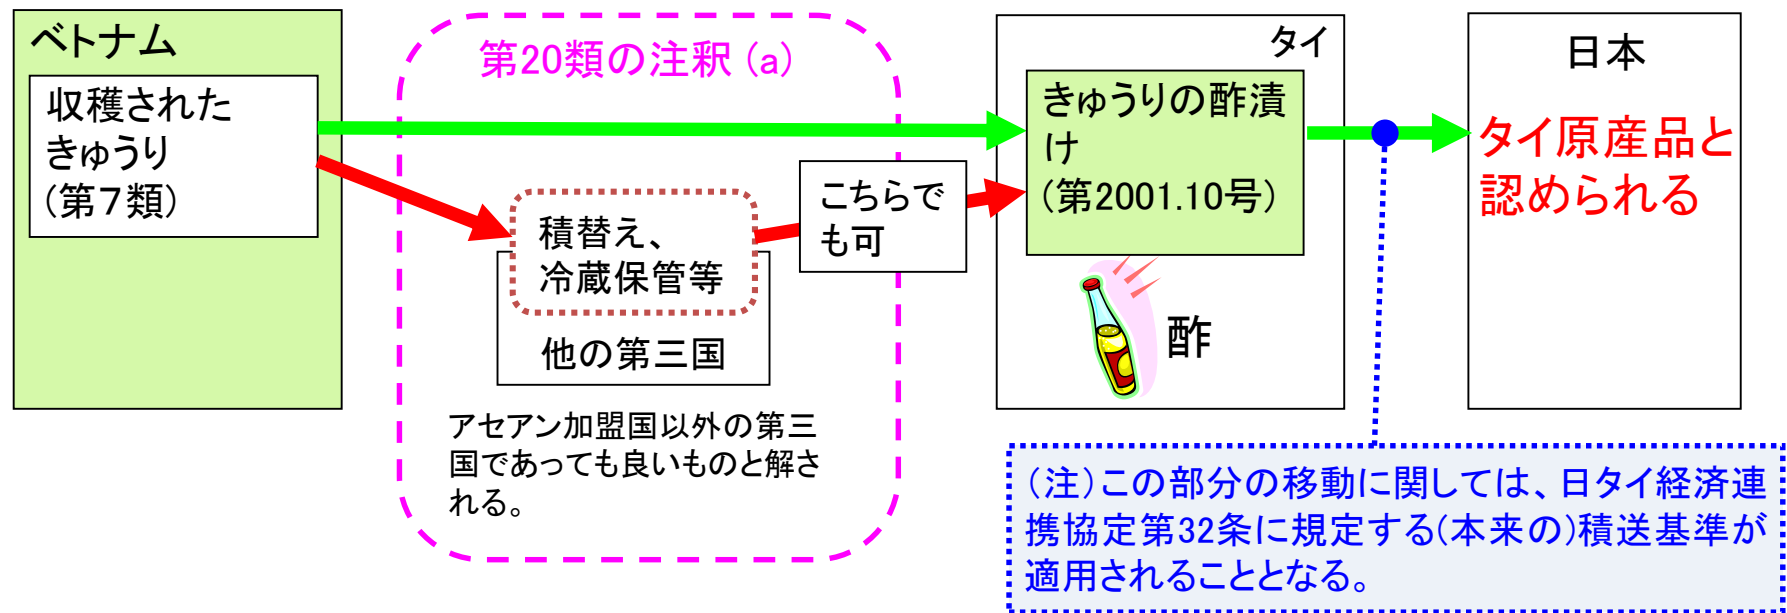 ベトナム
収穫された
きゅうり
(第7類)
第20類の注釈(a)
積替え、
冷蔵保管等
他の第三国
アセアン加盟国以外の第三
国であっても良いものと解さ
れる。
こちらで
も可
タイ
きゅうりの酢漬
け
(第2001.10号)
酢
日本
タイ原産品と
認められる
(注)この部分の移動に関しては、日タイ経済連
携協定第32条に規定する(本来の)積送基準が
適用されることとなる。